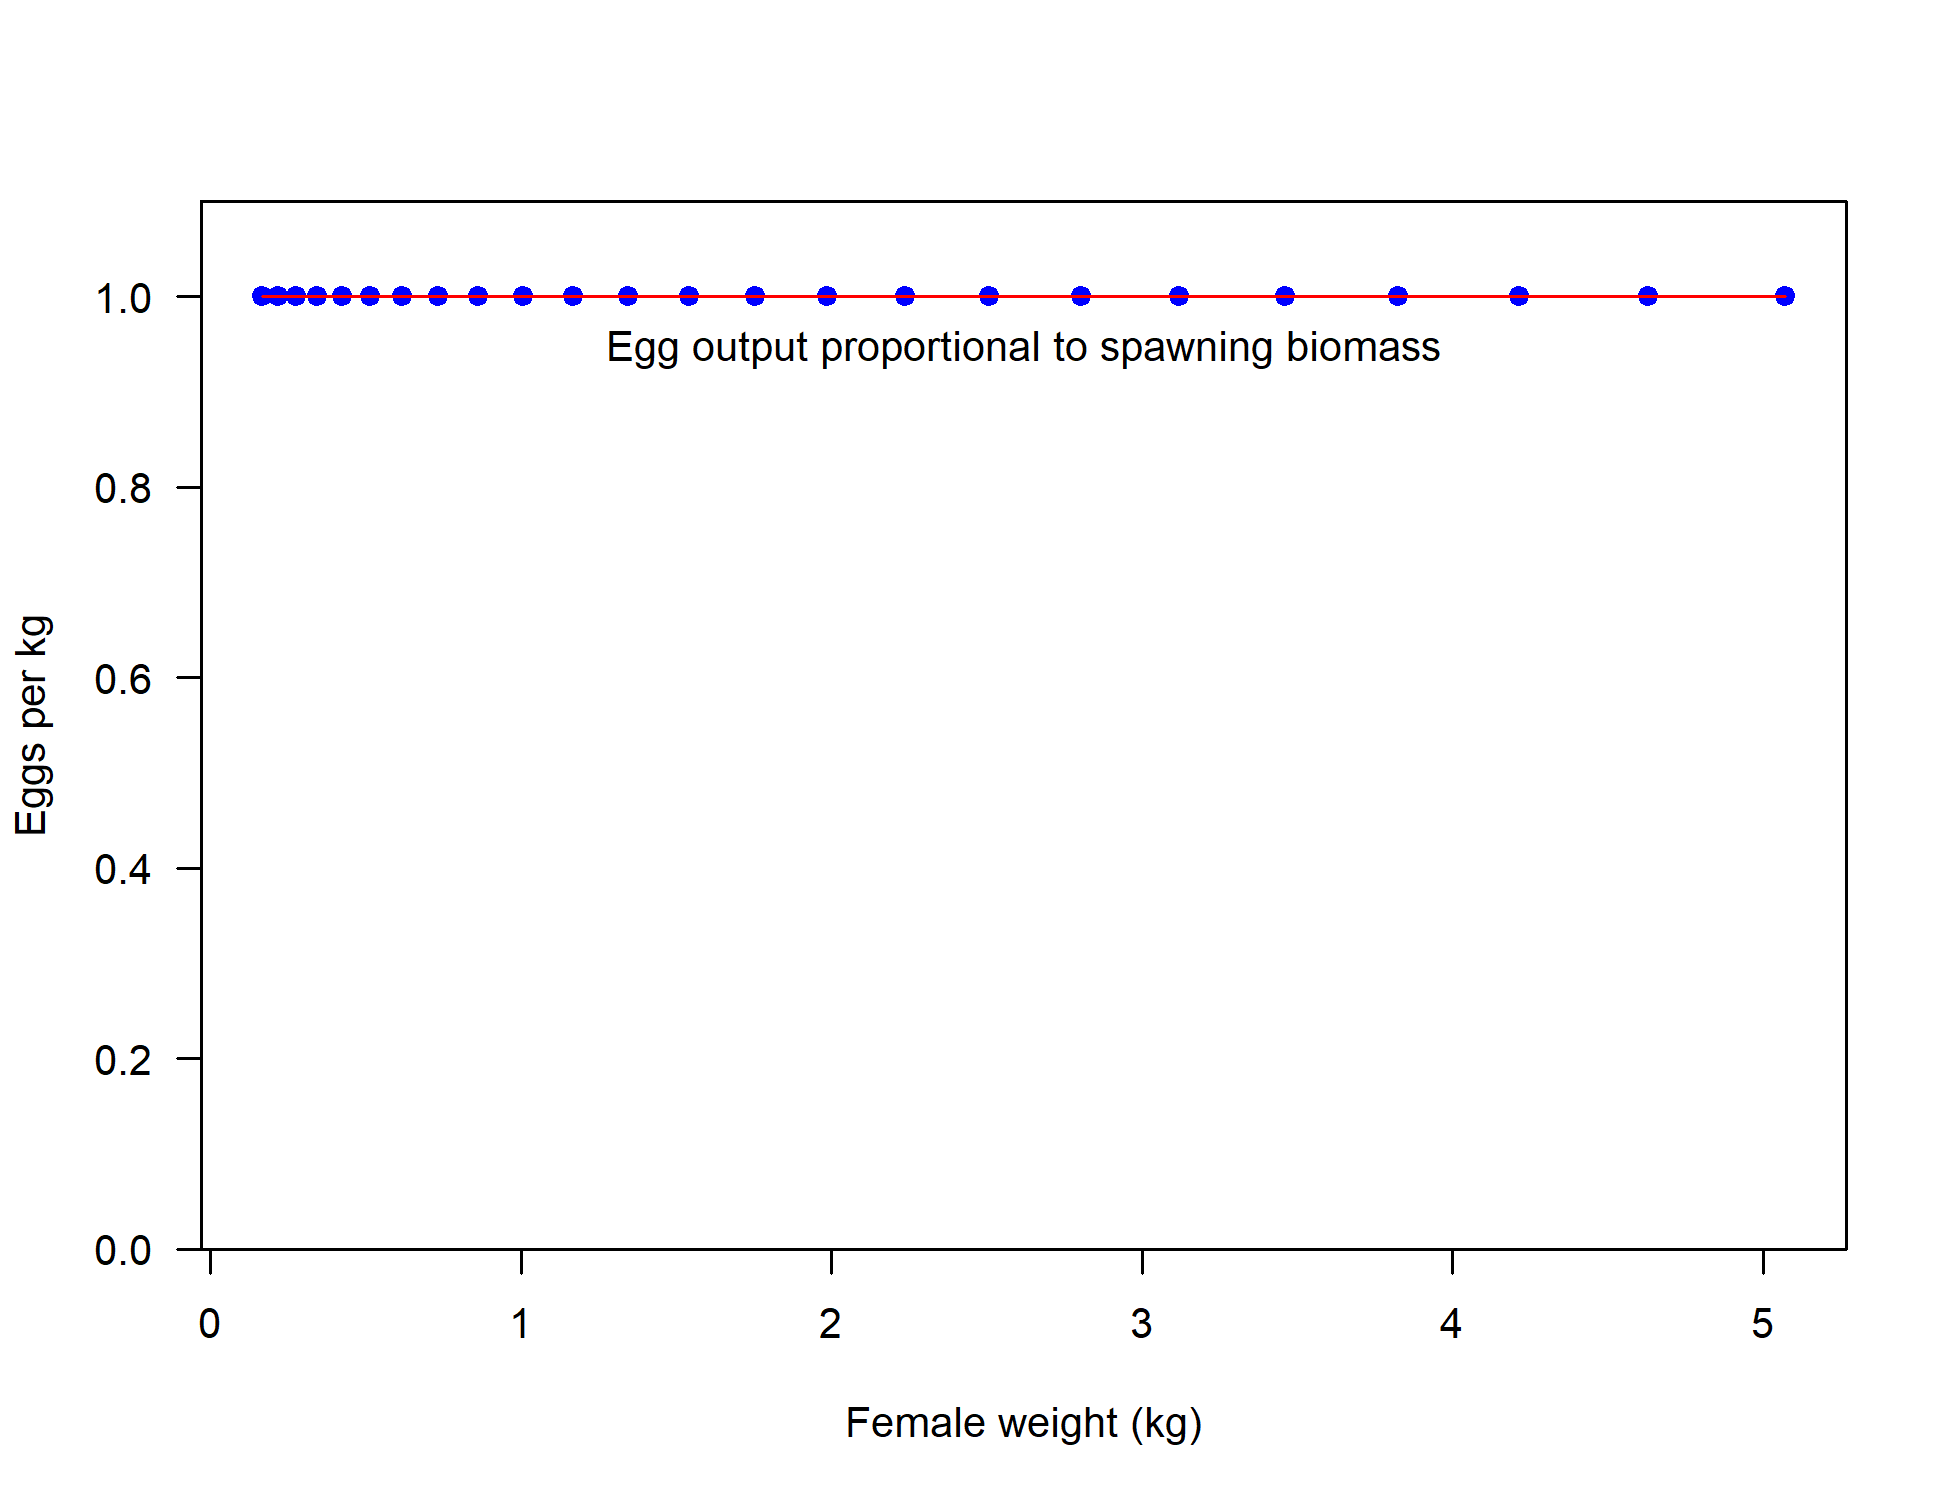 1.0
Egg output proportional to spawning biomass
0.8
0.6
Eggs per kg
0.4
0.2
0.0
0 1 2 3 4 5
Female weight (kg)